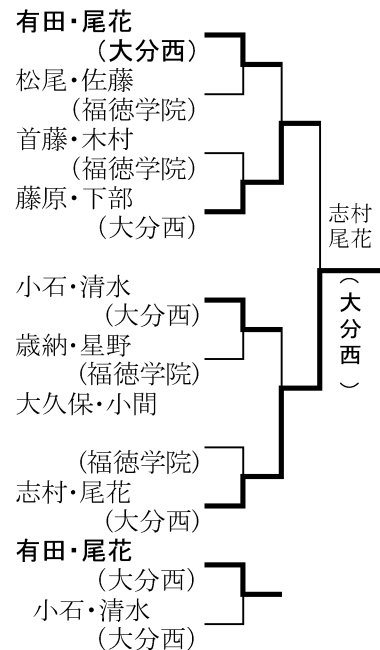 有田・尾花
(大分西)
松尾・佐藤
(福徳学院)
首藤・木村
(福徳学院)
藤原・下部
(大分西)
小石・清水
(大分西)
歳納・星野
(福徳学院)
大久保・小間
(福徳学院)
志村・尾花
(大分西)
有田・尾花
(大分西)
小石・清水
(大分西)
志村
尾花
(大分西)